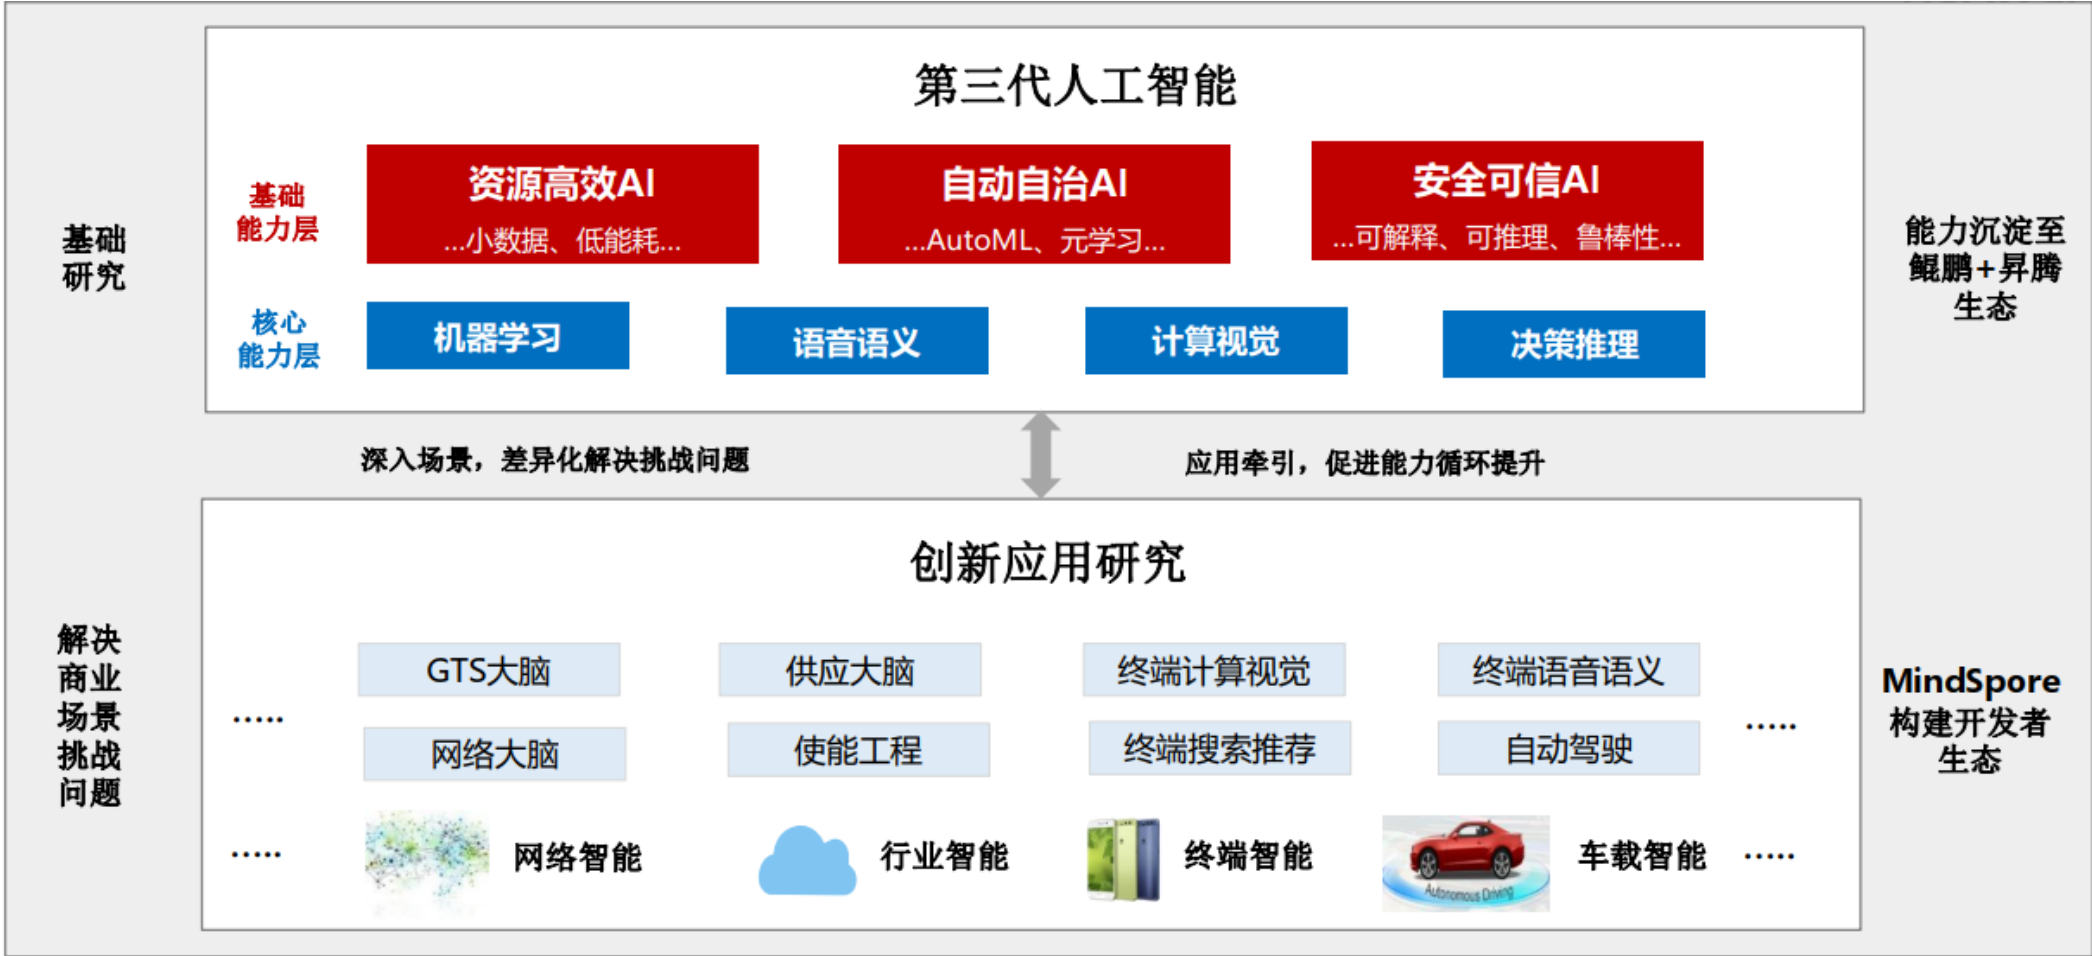 第三代人工智能
基础
能力层
资源高效AI
...小数据、低能耗...
自动自治AI
...AutoML、元学习...
安全可信AI
...可解释、可推理、鲁棒性...
基础
研究
能力沉淀至
鲲鹏+昇腾
生态
核心
能力层
机器学习
语音语义
计算视觉
决策推理
深入场景，差异化解决挑战问题
应用牵引，促进能力循环提升
创新应用研究
解决
商业
场景
挑战
问题
GTS大脑
供应大脑
终端计算视觉
终端语音语义
.....
.....
网络大脑
使能工程
终端搜索推荐
自动驾驶
MindSpore
构建开发者
生态
.....
网络智能
行业智能
终端智能
Autonomous Driving
车载智能
.....